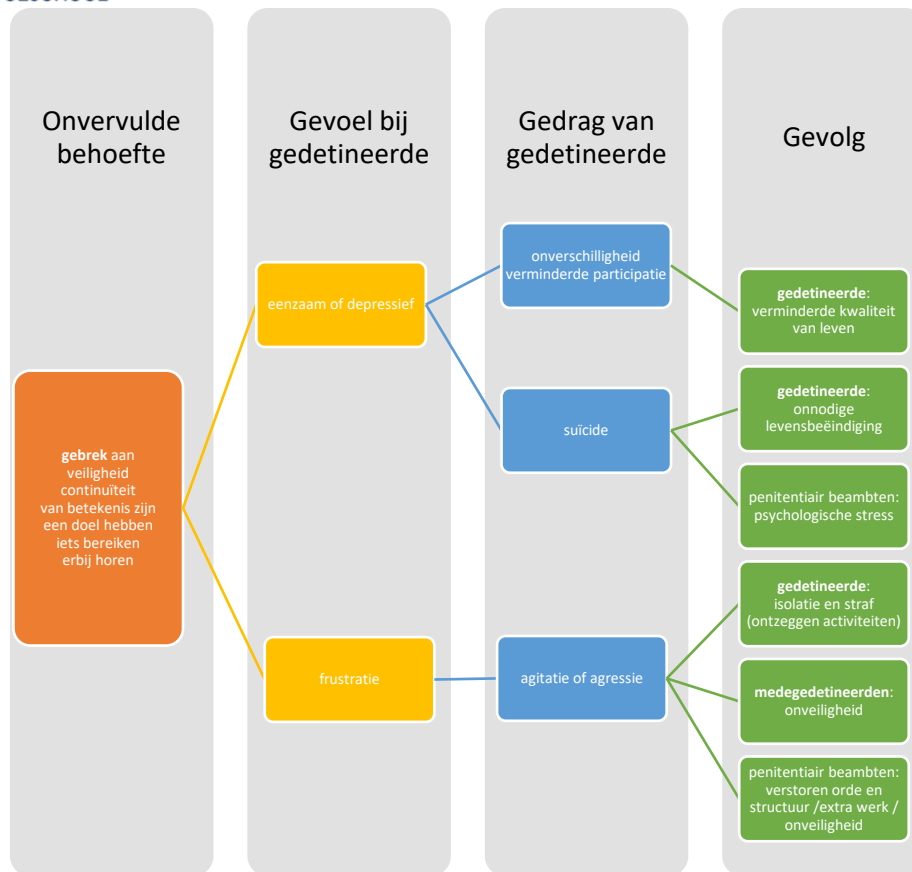 Onvervulde
behoefte
Gevoel bij
gedetineerde
Gedrag van
gedetineerde
Gevolg
gebrek aan
veiligheid
continuïteit
van betekenis zijn
een doel hebben
iets bereiken
erbij horen
eenzaam of depressief
frustratie
onverschilligheid
verminderde participatie
suïcide
agitatie of agressie
gedetineerde:
verminderde kwaliteit
van leven
gedetineerde:
onnodige
levensbeëindiging
penitentiair beambten:
psychologische stress
gedetineerde:
isolatie en straf
(ontzeggen activiteiten)
medegedetineerden:
onveiligheid
penitentiair beambten:
verstoren orde en
structuur /extra werk /
onveiligheid